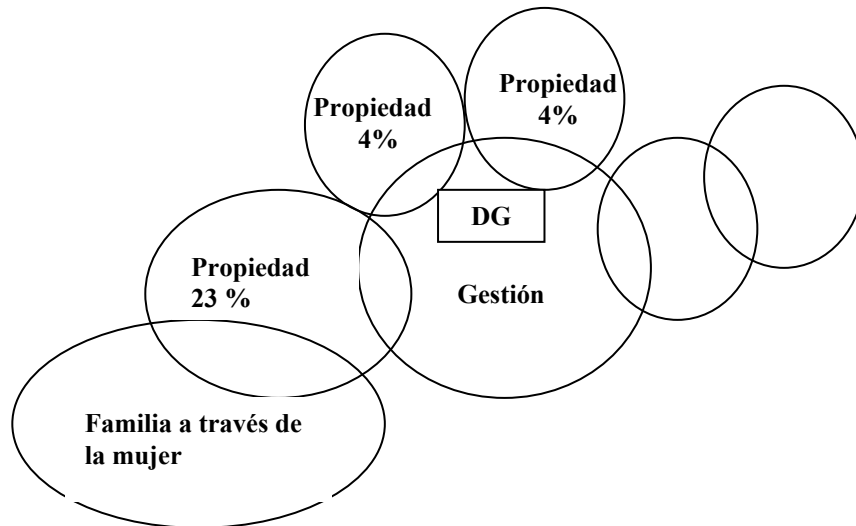 Propiedad
4%
Propiedad
4%
DG
Propiedad
23 %
Gestión
Familia a través de
la mujer